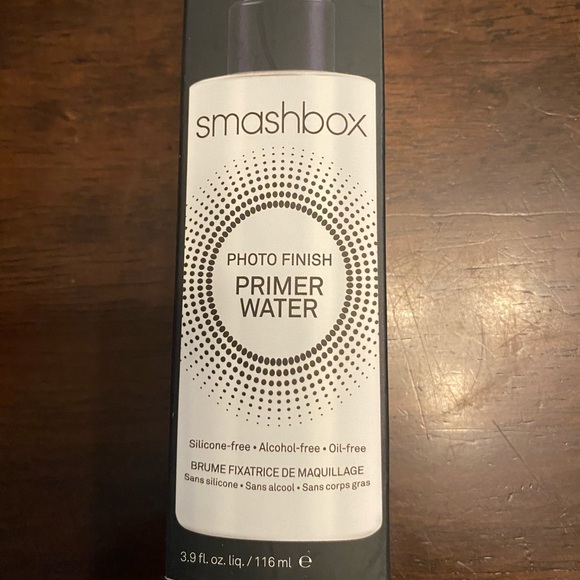 smashbox
PHOTO FINISH
PRIMER
WATER
Silicone-free • Alcohol-free • Oil-free
BRUME FIXATRICE DE MAQUILLAGE
Sans silicone • Sans alcool • Sans corps gras
3.9 fl. oz. liq. / 116 ml ℮